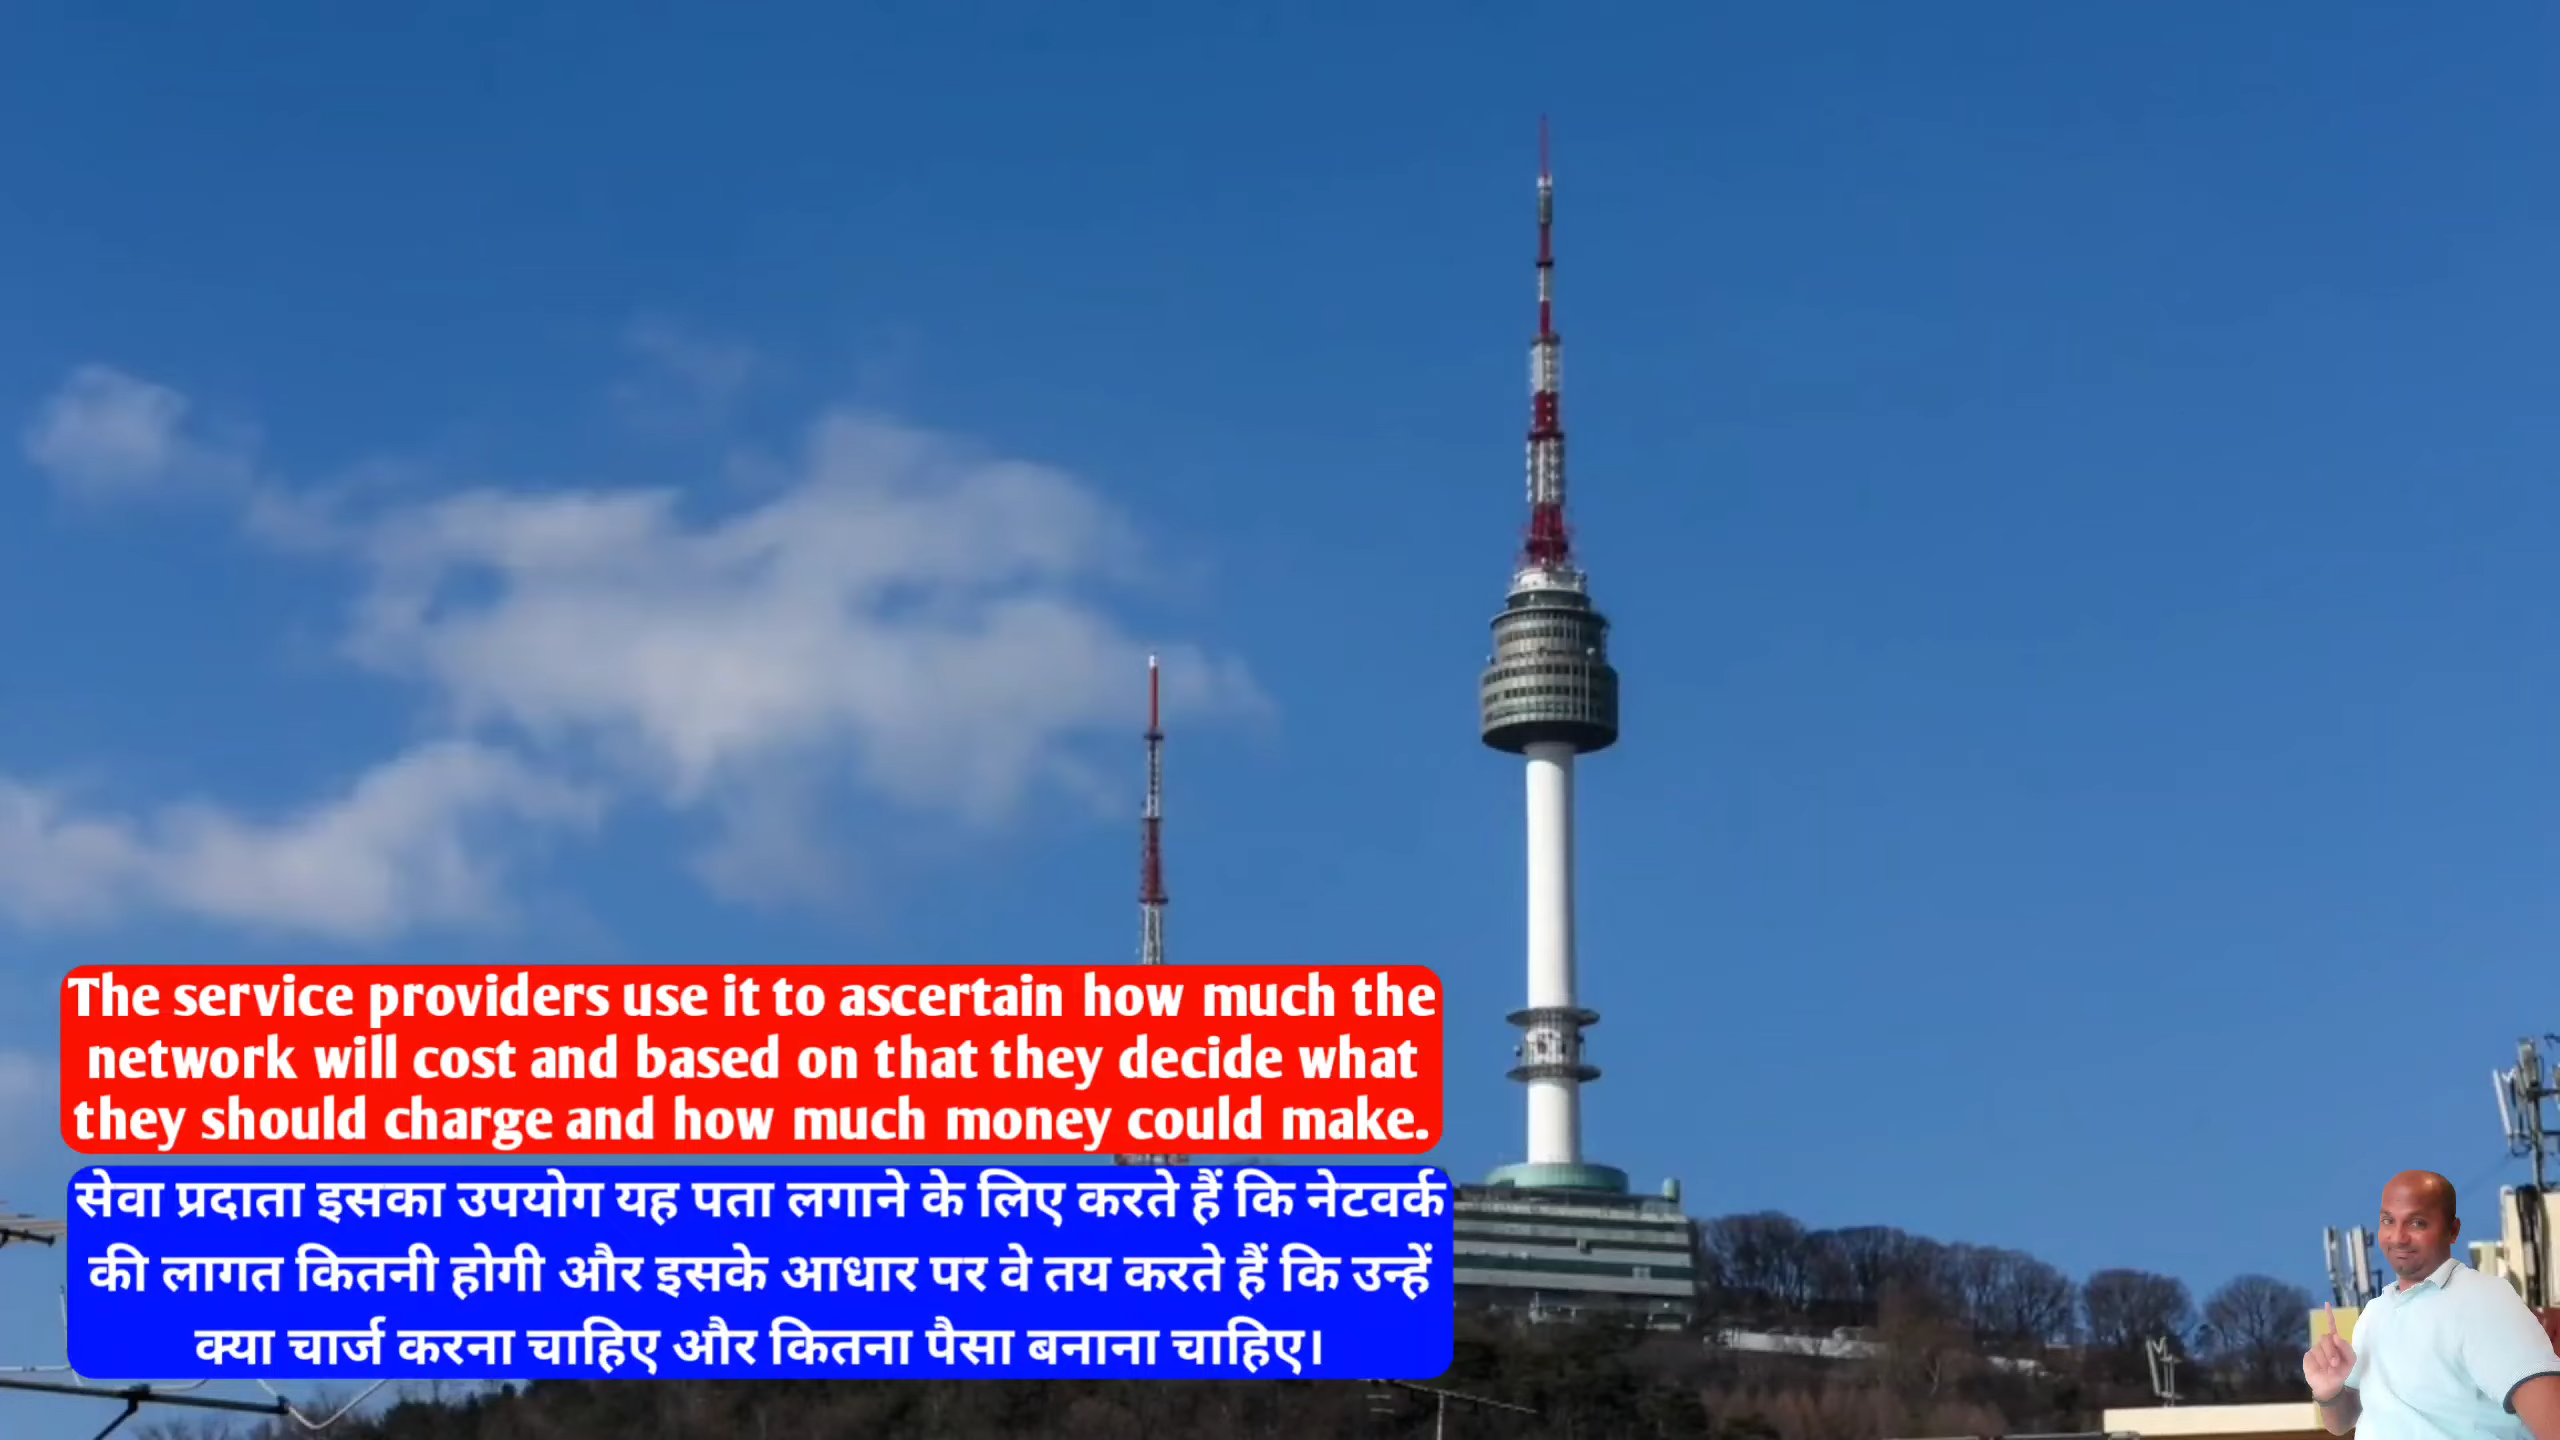 The service providers use it to ascertain how much the
network will cost and based on that they decide what
they should charge and how much money could make.
सेवा प्रदाता इसका उपयोग यह पता लगाने के लिए करते हैं कि नेटवर्क
की लागत कितनी होगी और इसके आधार पर वे तय करते हैं कि उन्हें
क्या चार्ज करना चाहिए और कितना पैसा बनाना चाहिए।